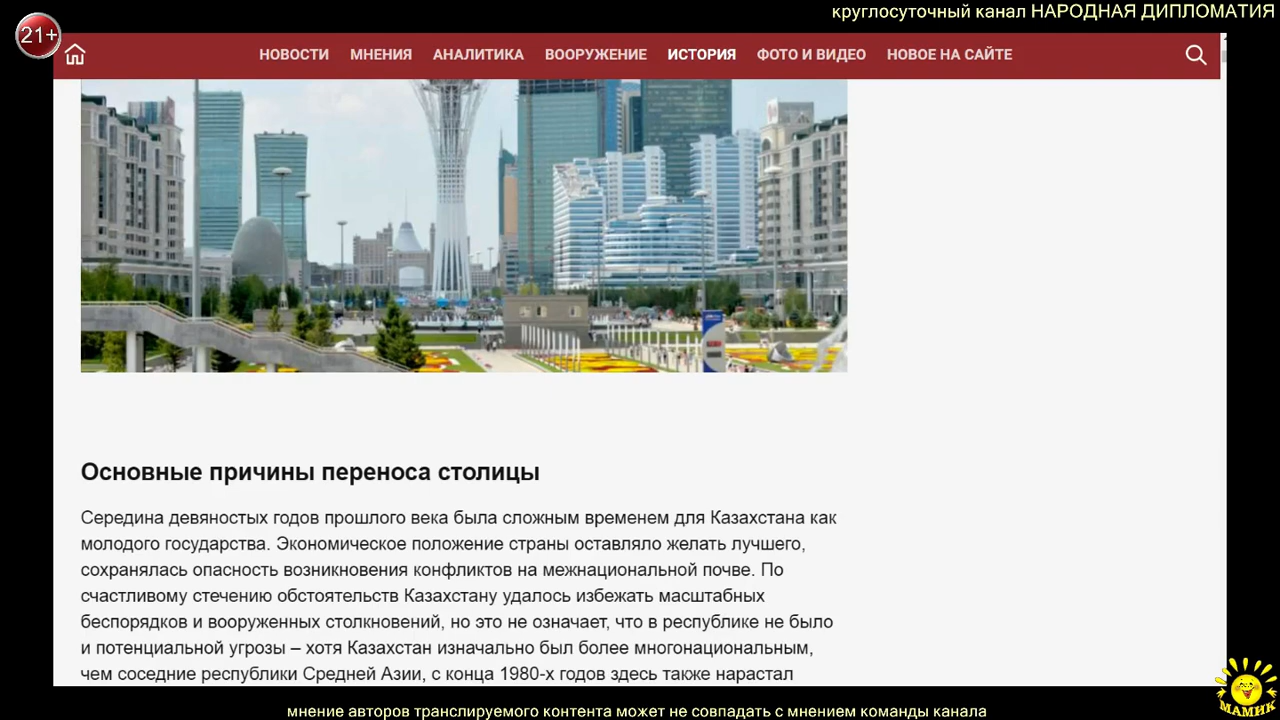 круглосуточный канал НАРОДНАЯ ДИПЛОМАТИЯ
21+
НОВОСТИ МНЕНИЯ АНАЛИТИКА ВООРУЖЕНИЕ ИСТОРИЯ ФОТО И ВИДЕО НОВОЕ НА САЙТЕ
Основные причины переноса столицы
Середина девяностых годов прошлого века была сложным временем для Казахстана как
молодого государства. Экономическое положение страны оставляло желать лучшего,
сохранялась опасность возникновения конфликтов на межнациональной почве. По
счастливому стечению обстоятельств Казахстану удалось избежать масштабных
беспорядков и вооруженных столкновений, но это не означает, что в республике не было
и потенциальной угрозы – хотя Казахстан изначально был более многонациональным,
чем соседние республики Средней Азии, с конца 1980-х годов здесь также нарастал
МАМИК
мнение авторов транслируемого контента может не совпадать с мнением команды канала